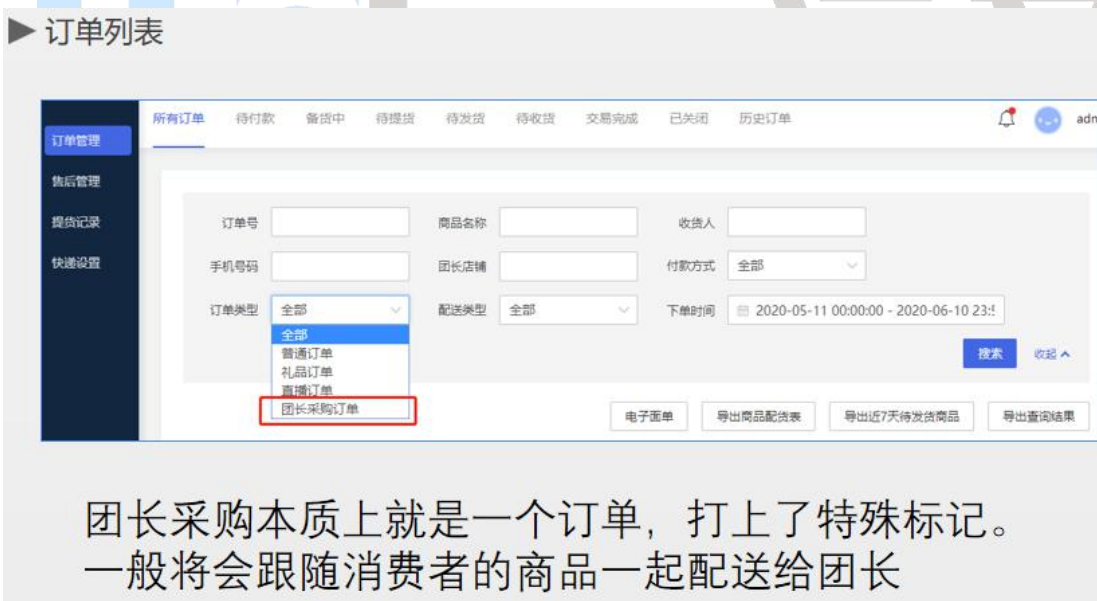 ▶ 订单列表
所有订单 待付款 备货中 待提货 待发货 待收货 交易完成 已关闭 历史订单 adn
订单管理
售后管理
提货记录
快递设置
订单号 商品名称 收货人
手机号码 团长店铺 付款方式 全部
订单类型 全部 配送类型 全部 下单时间 2020-05-11 00:00:00 - 2020-06-10 23:5
全部
普通订单
礼品订单
直播订单
团长采购订单
搜索 收起
电子面单 导出商品配货表 导出近7天待发货商品 导出查询结果
团长采购本质上就是一个订单，打上了特殊标记。
一般将会跟随消费者的商品一起配送给团长